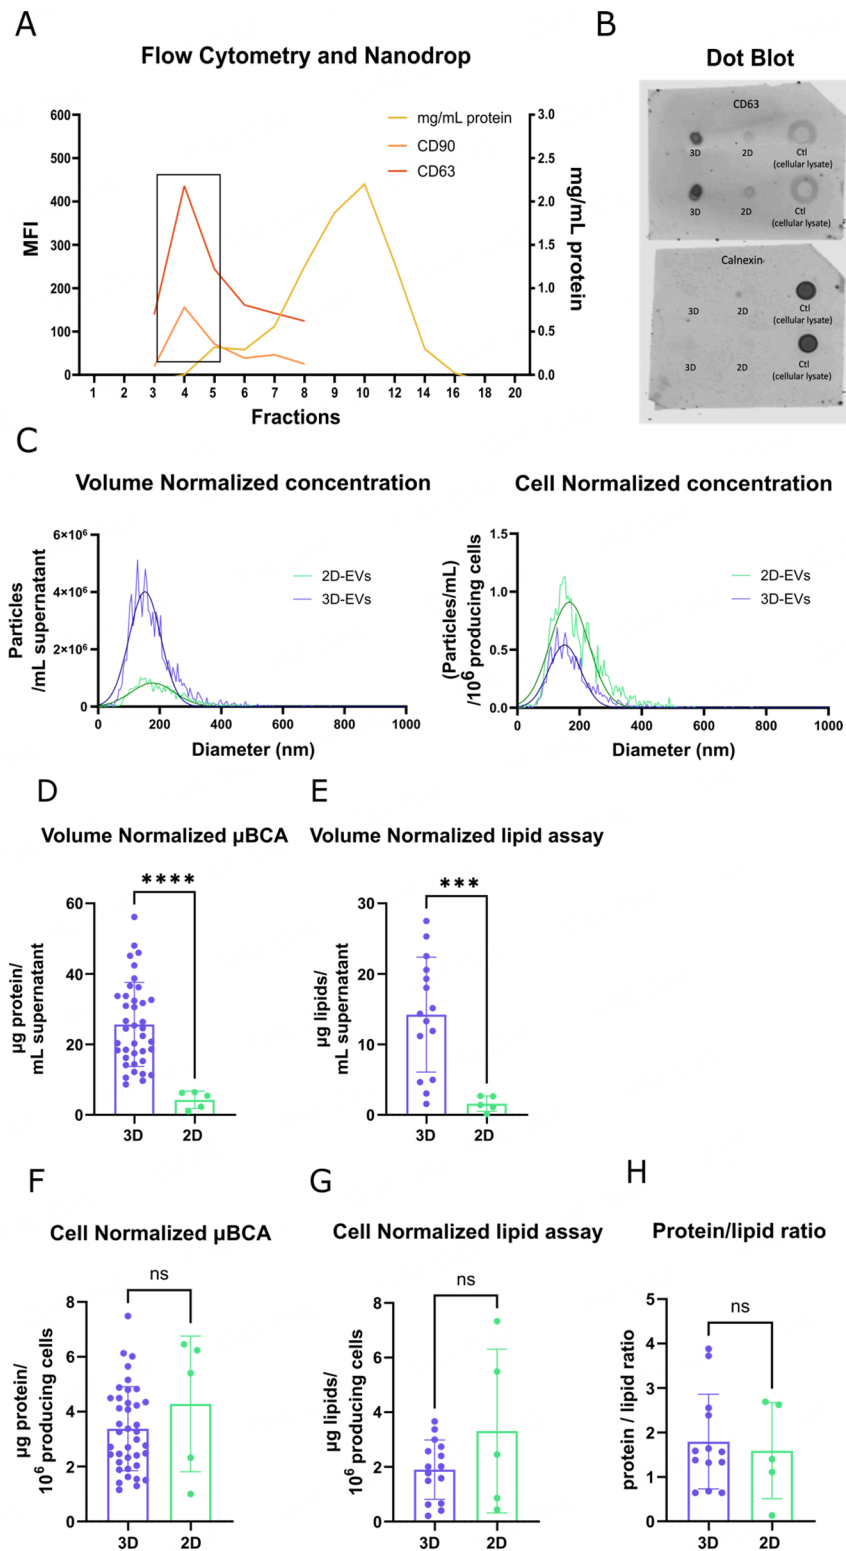 A
Flow Cytometry and Nanodrop
600
500
400
300
200
100
0
MFI
3.0
2.5
2.0
1.5
1.0
0.5
0.0
mg/mL protein
mg/mL protein
CD90
CD63
1 2 3 4 5 6 7 8 9 10 12 14 16 18 20
Fractions
B
Dot Blot
CD63
3D 2D Ctl
(cellular lysate)
3D 2D Ctl
(cellular lysate)
Calnexin
3D 2D Ctl
(cellular lysate)
3D 2D Ctl
(cellular lysate)
C
Volume Normalized concentration
Particles
/mL supernatant
6×10⁶
4×10⁶
2×10⁶
0
2D-EVs
3D-EVs
0 200 400 600 800 1000
Diameter (nm)
Cell Normalized concentration
(Particles/mL)
/10⁶ producing cells
1.5
1.0
0.5
0.0
2D-EVs
3D-EVs
0 200 400 600 800 1000
Diameter (nm)
D
Volume Normalized µBCA
****
µg protein/
mL supernatant
60
40
20
0
3D 2D
E
Volume Normalized lipid assay
***
µg lipids/
mL supernatant
30
20
10
0
3D 2D
F
Cell Normalized µBCA
ns
µg protein/
10⁶ producing cells
8
6
4
2
0
3D 2D
G
Cell Normalized lipid assay
ns
µg lipids/
10⁶ producing cells
8
6
4
2
0
3D 2D
H
Protein/lipid ratio
ns
protein / lipid ratio
5
4
3
2
1
0
3D 2D